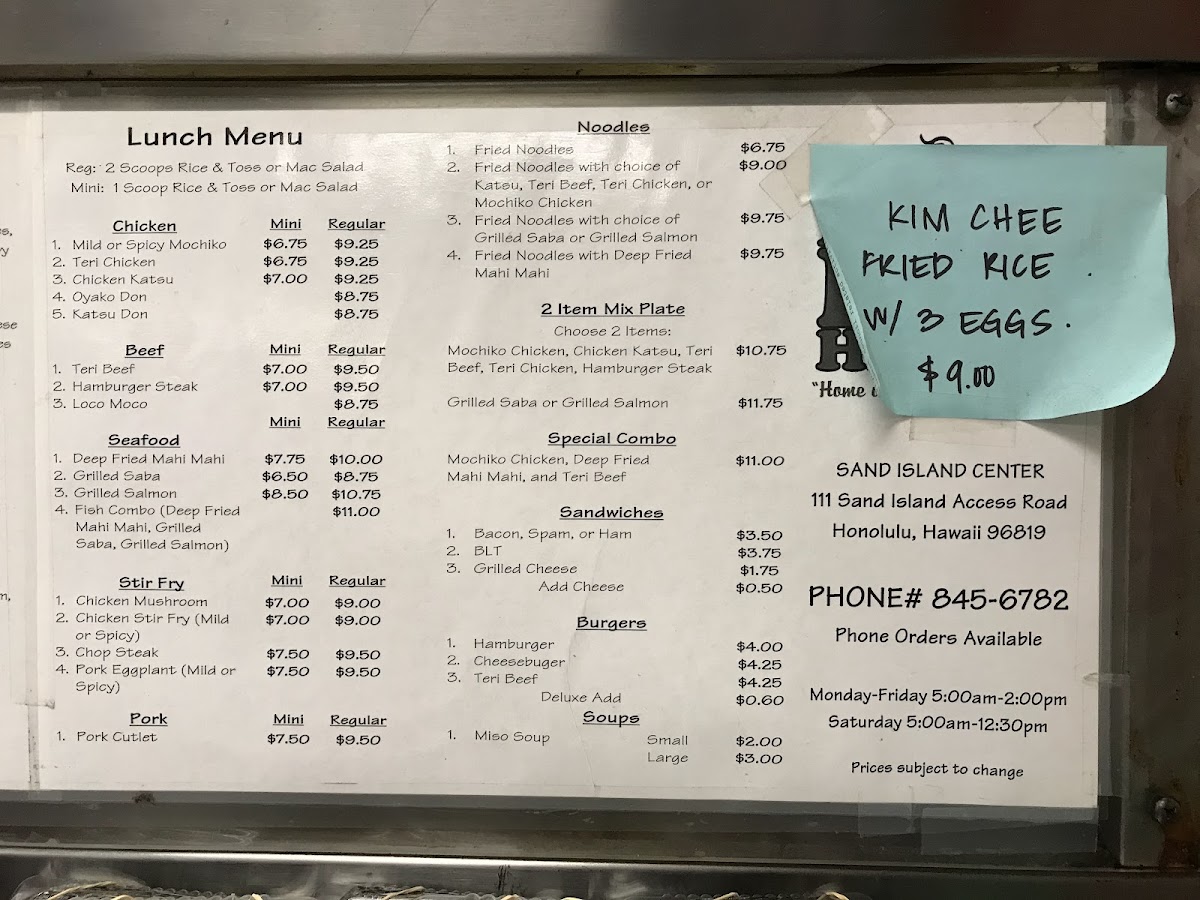 Lunch Menu
Reg: 2 Scoops Rice & Toss or Mac Salad
Mini: 1 Scoop Rice & Toss or Mac Salad
Chicken Mini Regular
1. Mild or Spicy Mochiko $6.75 $9.25
2. Teri Chicken $6.75 $9.25
3. Chicken Katsu $7.00 $9.25
4. Oyako Don $8.75
5. Katsu Don $8.75
Beef Mini Regular
1. Teri Beef $7.00 $9.50
2. Hamburger Steak $7.00 $9.50
3. Loco Moco $8.75
Mini Regular
Seafood
1. Deep Fried Mahi Mahi $7.75 $10.00
2. Grilled Saba $6.50 $8.75
3. Grilled Salmon $8.50 $10.75
4. Fish Combo (Deep Fried $11.00
Mahi Mahi, Grilled
Saba, Grilled Salmon)
Stir Fry Mini Regular
1. Chicken Mushroom $7.00 $9.00
2. Chicken Stir Fry (Mild $7.00 $9.00
or Spicy)
3. Chop Steak $7.50 $9.50
4. Pork Eggplant (Mild or $7.50 $9.50
Spicy)
Pork Mini Regular
1. Pork Cutlet $7.50 $9.50
Noodles
1. Fried Noodles $6.75
2. Fried Noodles with choice of $9.00
Katsu, Teri Beef, Teri Chicken, or
Mochiko Chicken
3. Fried Noodles with choice of $9.75
Grilled Saba or Grilled Salmon
4. Fried Noodles with Deep Fried $9.75
Mahi Mahi
2 Item Mix Plate
Choose 2 Items:
Mochiko Chicken, Chicken Katsu, Teri $10.75
Beef, Teri Chicken, Hamburger Steak
Grilled Saba or Grilled Salmon $11.75
Special Combo
Mochiko Chicken, Deep Fried $11.00
Mahi Mahi, and Teri Beef
Sandwiches
1. Bacon, Spam, or Ham $3.50
2. BLT $3.75
3. Grilled Cheese $1.75
Add Cheese $0.50
Burgers
1. Hamburger $4.00
2. Cheesebuger $4.25
3. Teri Beef $4.25
Deluxe Add $0.60
Soups
1. Miso Soup Small $2.00
Large $3.00
KIM CHEE
FRIED RICE
W/ 3 EGGS.
$9.00
"Home
SAND ISLAND CENTER
111 Sand Island Access Road
Honolulu, Hawaii 96819
PHONE# 845-6782
Phone Orders Available
Monday-Friday 5:00am-2:00pm
Saturday 5:00am-12:30pm
Prices subject to change